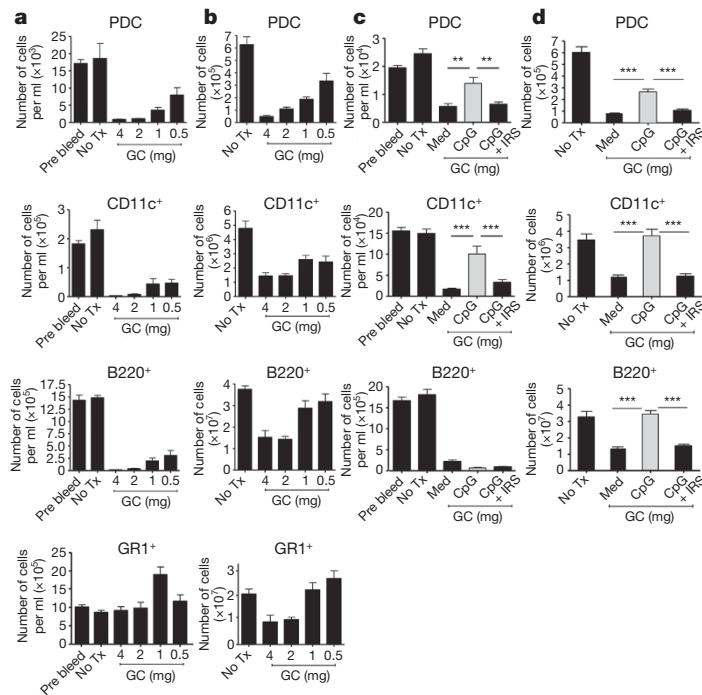 a
PDC
Number of cells
per ml (×10³)
25
20
15
10
5
0
Pre bleed
No Tx
4 2 1 0.5
GC (mg)
b
PDC
Number of cells
(×10⁵)
7
6
5
4
3
2
1
0
No Tx
4 2 1 0.5
GC (mg)
c
PDC
Number of cells
per ml (×10⁴)
3
2
1
0
** **
Pre bleed
No Tx
Med
CpG
CpG
+ IRS
GC (mg)
d
PDC
Number of cells
(×10⁵)
7
6
5
4
3
2
1
0
*** ***
No Tx
Med
CpG
CpG
+ IRS
GC (mg)
CD11c⁺
Number of cells
per ml (×10⁵)
3
2
1
0
Pre bleed
No Tx
4 2 1 0.5
GC (mg)
CD11c⁺
Number of cells
(×10⁶)
6
5
4
3
2
1
0
No Tx
4 2 1 0.5
GC (mg)
CD11c⁺
Number of cells
per ml (×10⁴)
20
15
10
5
0
*** ***
Pre bleed
No Tx
Med
CpG
CpG
+ IRS
GC (mg)
CD11c⁺
Number of cells
(×10⁶)
5
4
3
2
1
0
*** ***
No Tx
Med
CpG
CpG
+ IRS
GC (mg)
B220⁺
Number of cells
per ml (×10⁵)
17.5
15
12.5
10
7.5
5
2.5
0
Pre bleed
No Tx
4 2 1 0.5
GC (mg)
B220⁺
Number of cells
(×10⁷)
4
3
2
1
0
No Tx
4 2 1 0.5
GC (mg)
B220⁺
Number of cells
per ml (×10⁵)
25
20
15
10
5
0
Pre bleed
No Tx
Med
CpG
CpG
+ IRS
GC (mg)
B220⁺
Number of cells
(×10⁷)
5
4
3
2
1
0
*** ***
No Tx
Med
CpG
CpG
+ IRS
GC (mg)
GR1⁺
Number of cells
per ml (×10⁵)
25
20
15
10
5
0
Pre bleed
No Tx
4 2 1 0.5
GC (mg)
GR1⁺
Number of cells
(×10⁷)
3
2
1
0
No Tx
4 2 1 0.5
GC (mg)